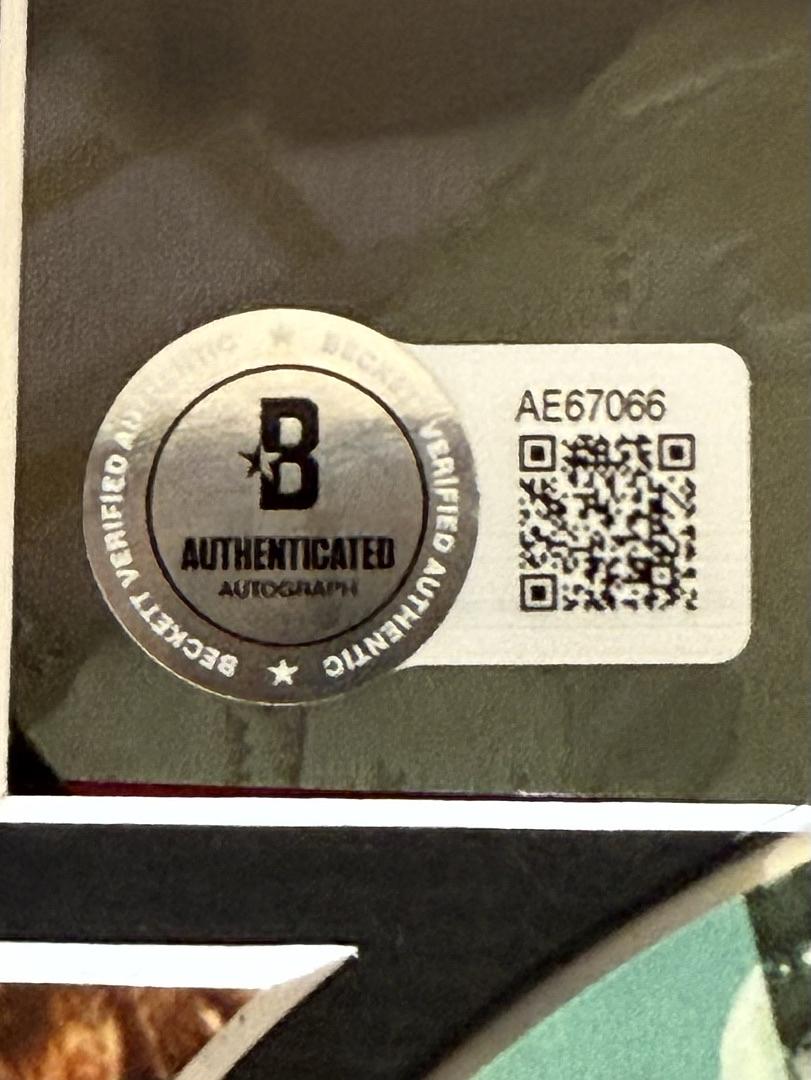 BECKETT VERIFIED AUTHENTIC ★ BECKETT VERIFIED AUTHENTIC ★
B
AUTHENTICATED
AUTOGRAPH
AE67066